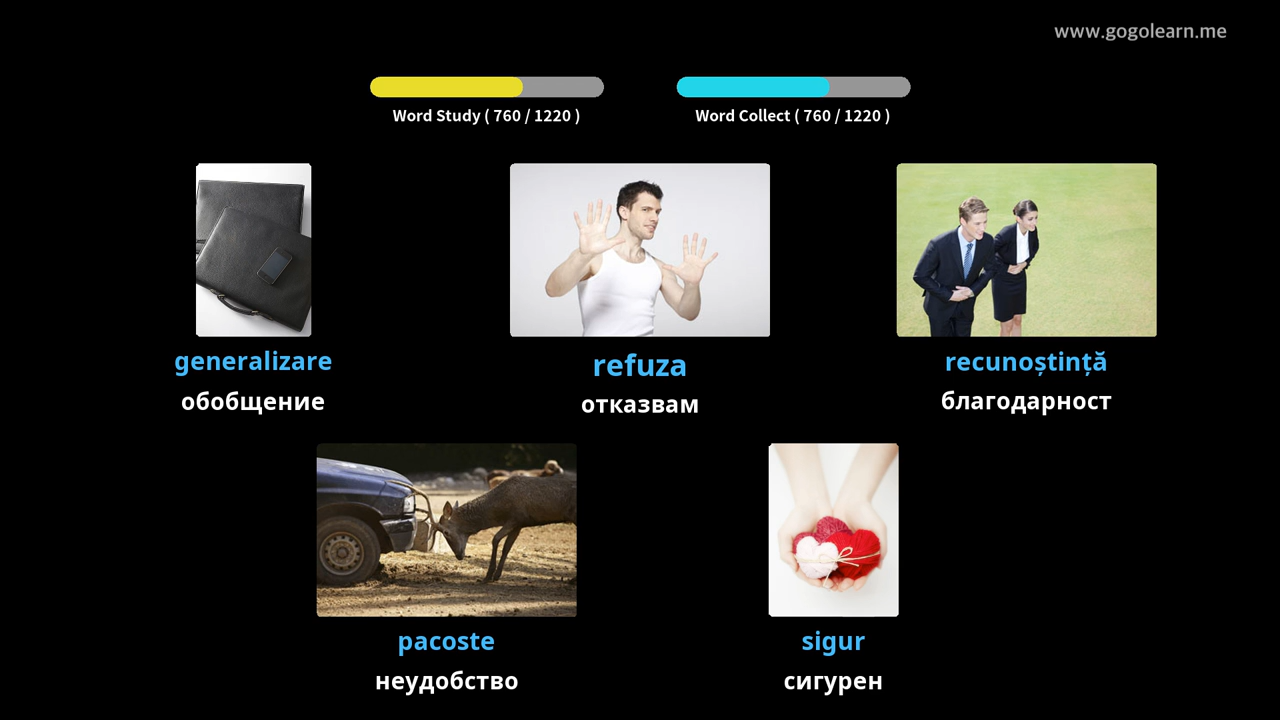 www.gogolearn.me
Word Study ( 760 / 1220 )
Word Collect ( 760 / 1220 )
generalizare
обобщение
refuza
отказвам
recunoștință
благодарност
pacoste
неудобство
sigur
сигурен